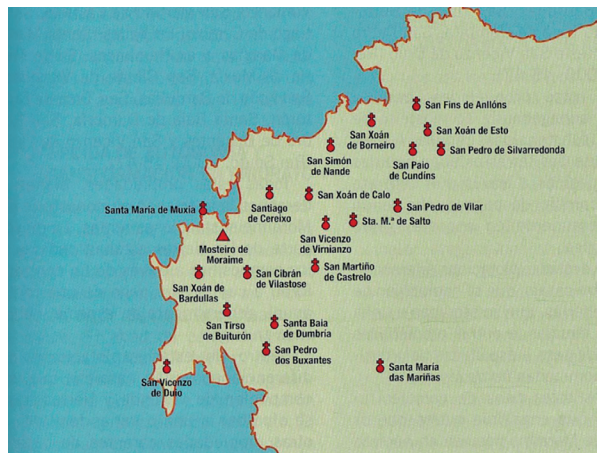 San Fins de Anllóns
San Xoán
de Borneiro
San Xoán de Esto
San Simón
de Nande
San Paio
de Cundins
San Pedro de Silvarredonda
Santiago
de Cereixo
San Xoán de Calo
San Pedro de Vilar
Santa María de Muxia
Sta. M.ª de Salto
San Vicenzo
de Virnianzo
Mosteiro de
Moraime
San Xoán de
Bardullas
San Cibrán
de Vilastose
San Martiño
de Castrelo
San Tirso
de Buiturón
Santa Baia
de Dumbría
San Pedro
dos Buxantes
San Vicenzo
de Duio
Santa María
das Mariñas